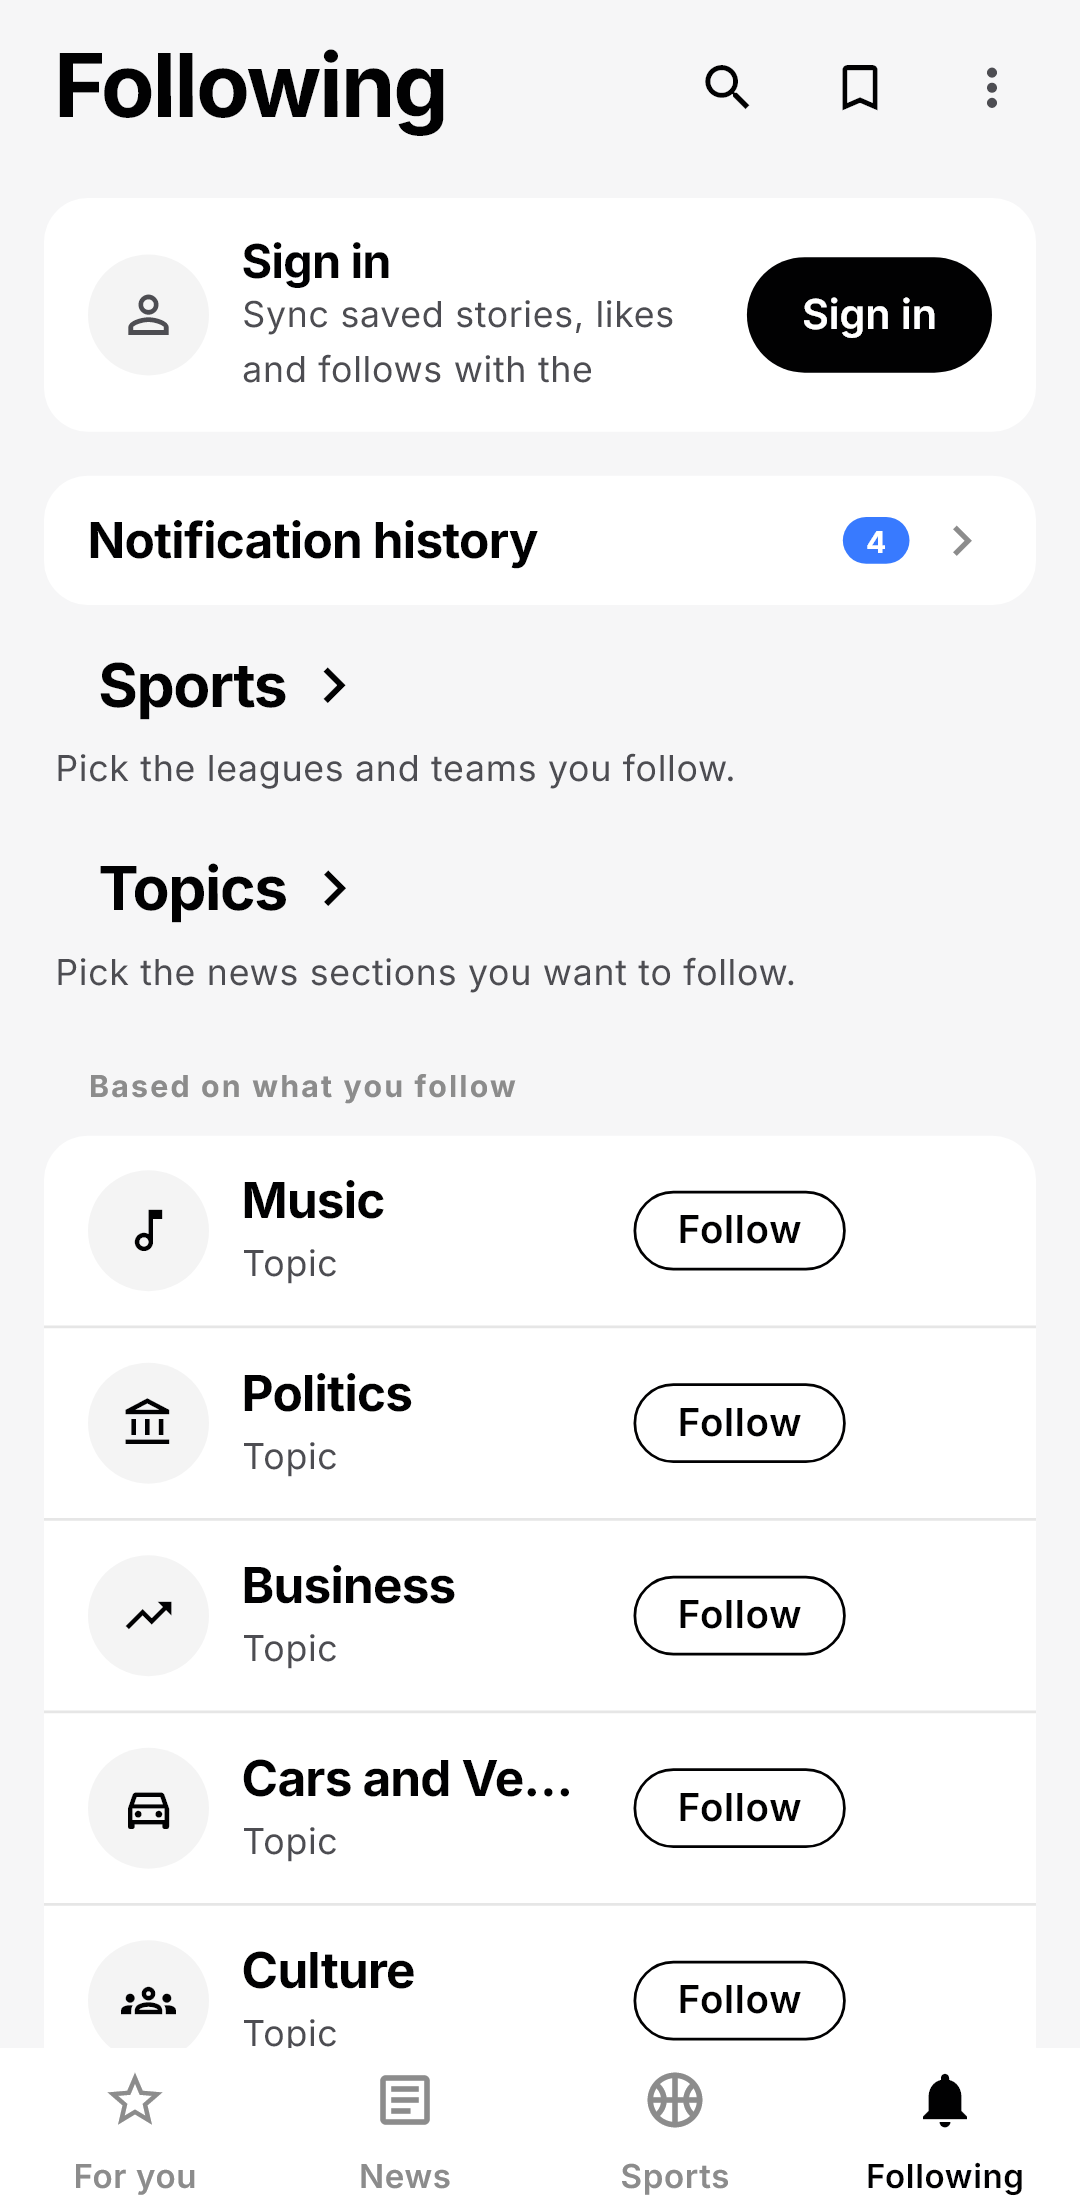 Following
Sign in
Sync saved stories, likes
and follows with the
Sign in
Notification history
4
Sports
Pick the leagues and teams you follow.
Topics
Pick the news sections you want to follow.
Based on what you follow
Music
Topic
Follow
Politics
Topic
Follow
Business
Topic
Follow
Cars and Ve...
Topic
Follow
Culture
Topic
Follow
For you
News
Sports
Following